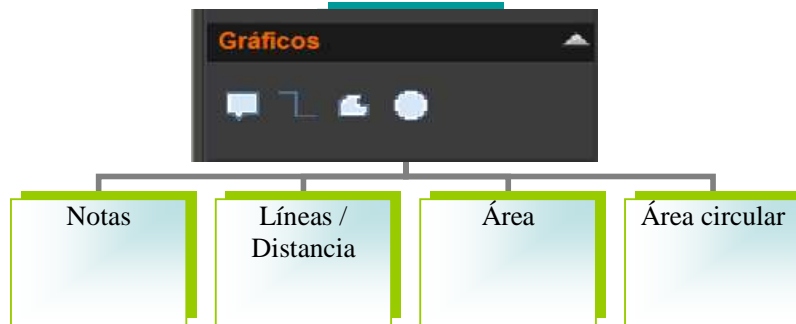 Gráficos
Notas
Líneas /
Distancia
Área
Área circular